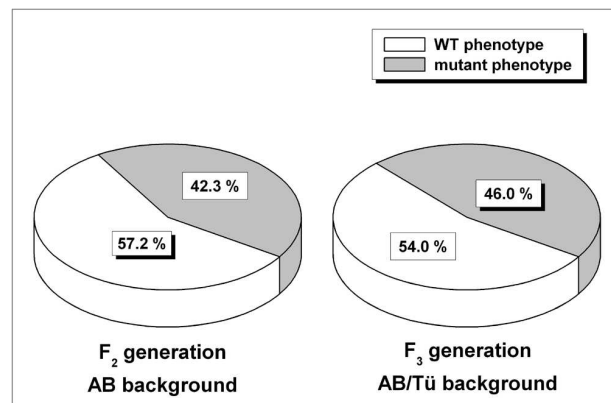 WT phenotype
mutant phenotype
42.3 %
57.2 %
46.0 %
54.0 %
F₂ generation
AB background
F₃ generation
AB/Tü background